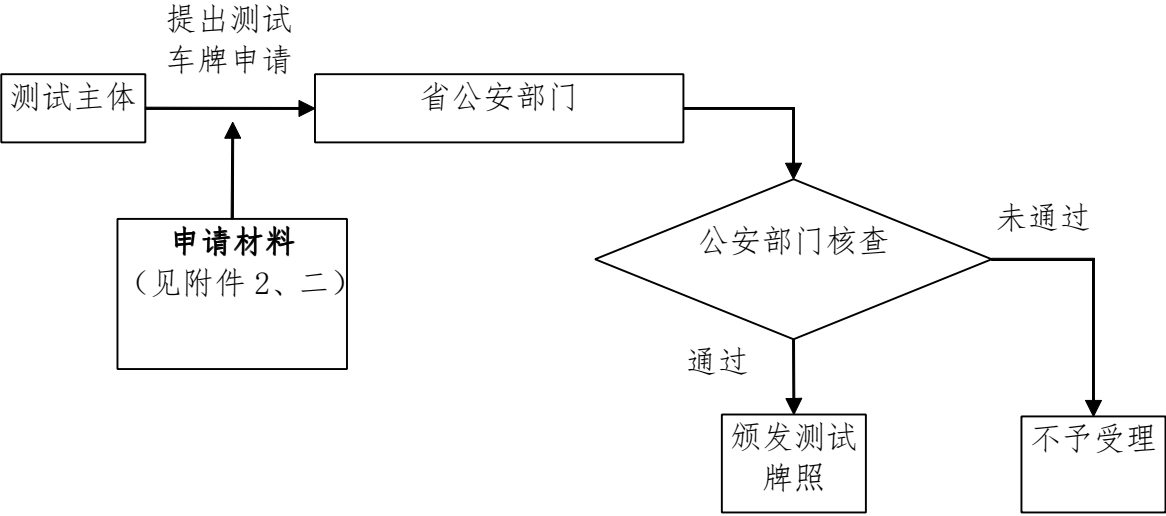 提出测试
车牌申请
测试主体
省公安部门
申请材料
（见附件 2、二）
公安部门核查
未通过
通过
颁发测试
牌照
不予受理